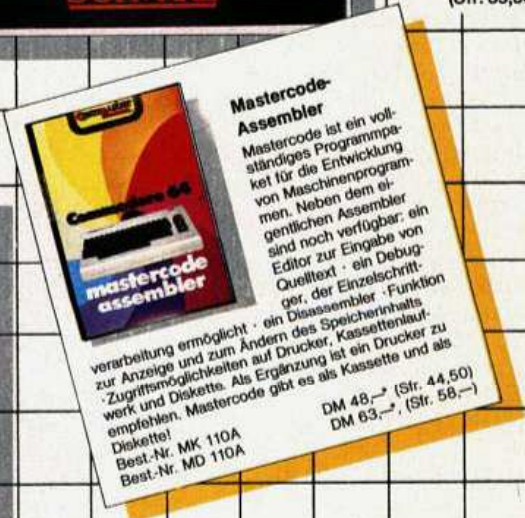 Mastercode-
Assembler
Mastercode ist ein voll-
ständiges Programmpa-
ket für die Entwicklung
von Maschinenprogram-
men. Neben dem ei-
gentlichen Assembler
sind noch verfügbar: ein
Editor zur Eingabe von
Quelltext · ein Debug-
ger, der Einzelschritt-
verarbeitung ermöglicht · ein Disassembler · Funktion
zur Anzeige und zum Ändern des Speicherinhalts
· Zugriffsmöglichkeiten auf Drucker, Kassettenlauf-
werk und Diskette. Als Ergänzung ist ein Drucker zu
empfehlen. Mastercode gibt es als Kassette und als
Diskette!
Best.-Nr. MK 110A DM 48,–* (Sfr. 44,50)
Best.-Nr. MD 110A DM 63,–*, (Sfr. 58,–)
Commodore 64
mastercode
assembler